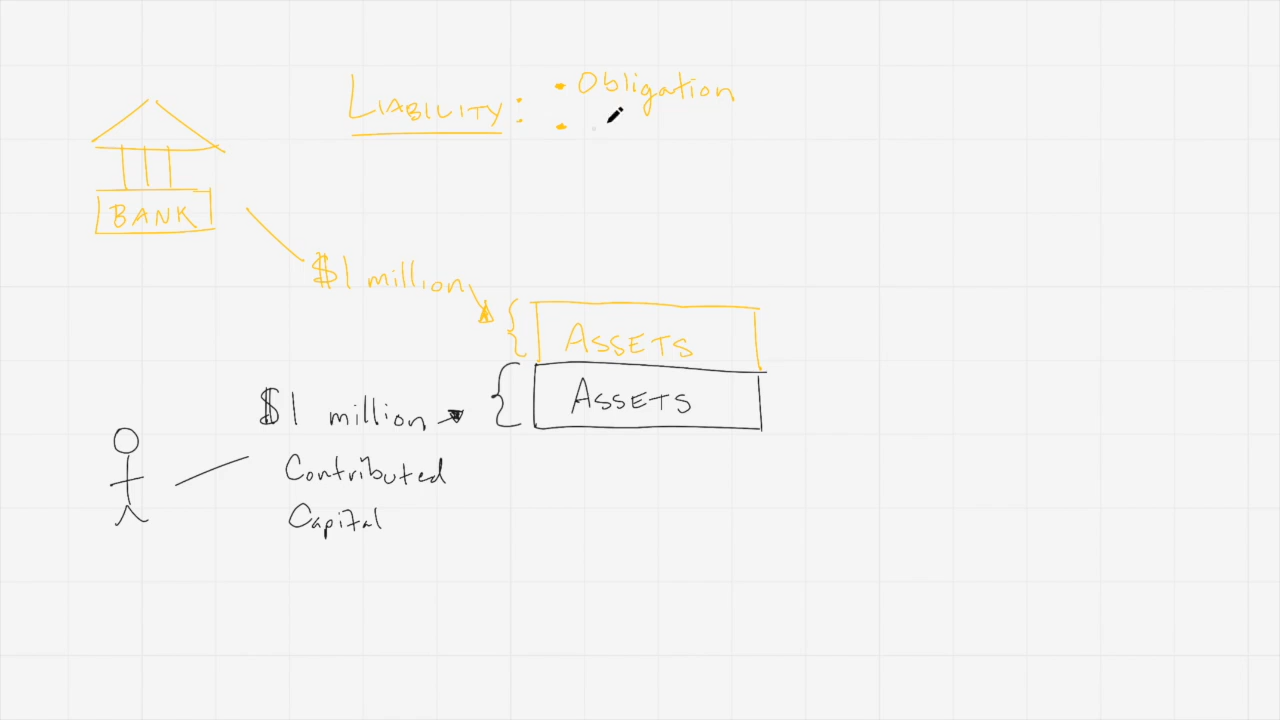 LIABILITY:
• Obligation
•
BANK
$1 million
ASSETS
$1 million
ASSETS
Contributed
Capital